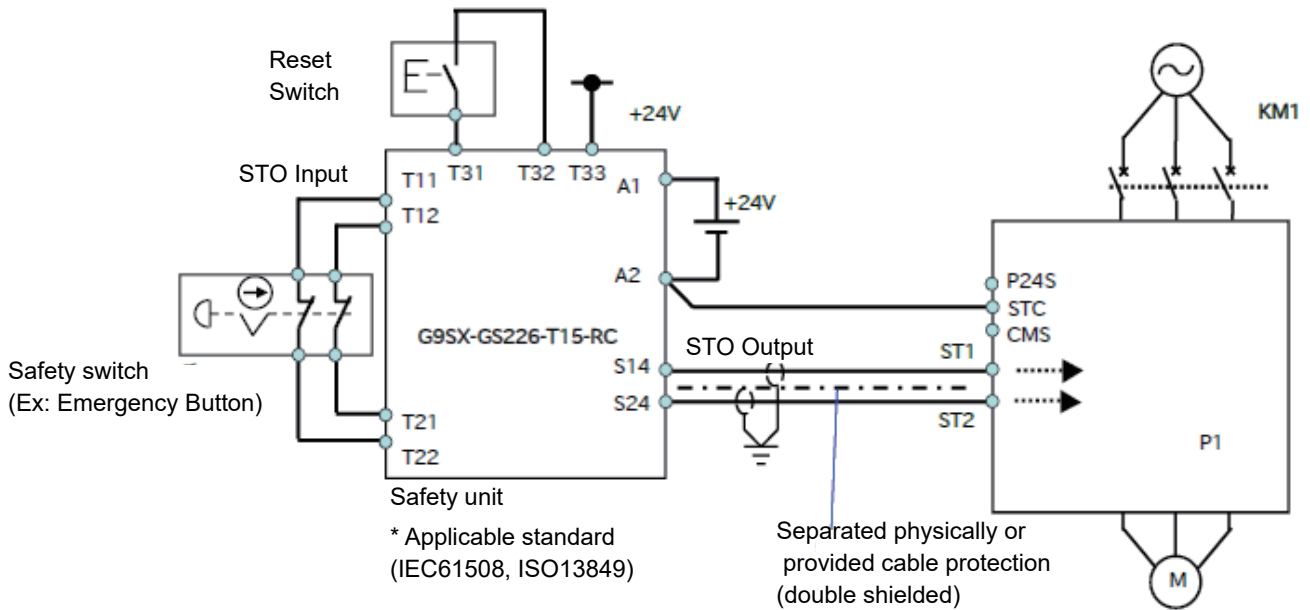 Reset
Switch
+24V
KM1
STO Input
T11
T31
T32
T33
A1
T12
+24V
A2
P24S
STC
CMS
G9SX-GS226-T15-RC
STO Output
ST1
S14
Safety switch
(Ex: Emergency Button)
S24
ST2
T21
T22
P1
Safety unit
* Applicable standard
(IEC61508, ISO13849)
Separated physically or
provided cable protection
(double shielded)
M